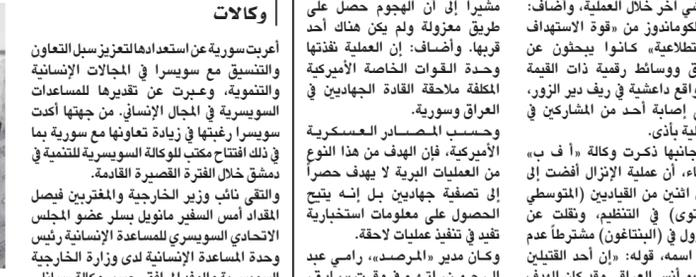 وكالات
أعربت سورية عن استعدادها لتعزيز سبل التعاون
والتنسيق مع سويسرا في المجالات الإنسانية
والتنموية، وعبرت عن تقديرها للمساعدات
السويسرية في المجال الإنساني. من جهتها أكدت
سويسرا رغبتها في زيادة تعاونها مع سورية بما
في ذلك افتتاح مكتب للوكالة السويسرية للتنمية في
دمشق خلال الفترة القصيرة القادمة.
والتقى نائب وزير الخارجية والمغتربين فيصل
المقداد أمس السفير مانويل بسلر عضو المجلس
الاتحادي السويسري للمساعدة الإنسانية رئيس
وحدة المساعدة الإنسانية لدى وزارة الخارجية
مشيراً إلى أن الهجوم حصل على
طريق معزولة ولم يكن هناك أحد
قربها. وأضاف: إن العملية نفذتها
وحدة القوات الخاصة الأميركية
المكلفة ملاحقة القادة الجهاديين في
العراق وسورية.
وحسب المصادر العسكرية
الأميركية، فإن الهدف من هذا النوع
من العمليات البرية لا يهدف حصراً
إلى تصفية جهاديين بل إنه يتيح
الحصول على معلومات استخبارية
تفيد في تنفيذ عمليات لاحقة.
وكان مدير «المرصد»، رامي عبد
آخر خلال العملية، وأضاف:
الكوماندوز من «قوة الاستهداف
كانوا يبحثون عن
ووسائط رقمية ذات القيمة
داعشية في ريف دير الزور،
إصابة أحد من المشاركين في
بأذى.
ذكرت وكالة «أ ف ب»
أن عملية الإنزال أفضت إلى
اثنين من القياديين (المتوسطي
في التنظيم، ونقلت عن
في (البنتاغون) مشترطاً عدم
اسمه، قوله: «إن أحد القتيلين